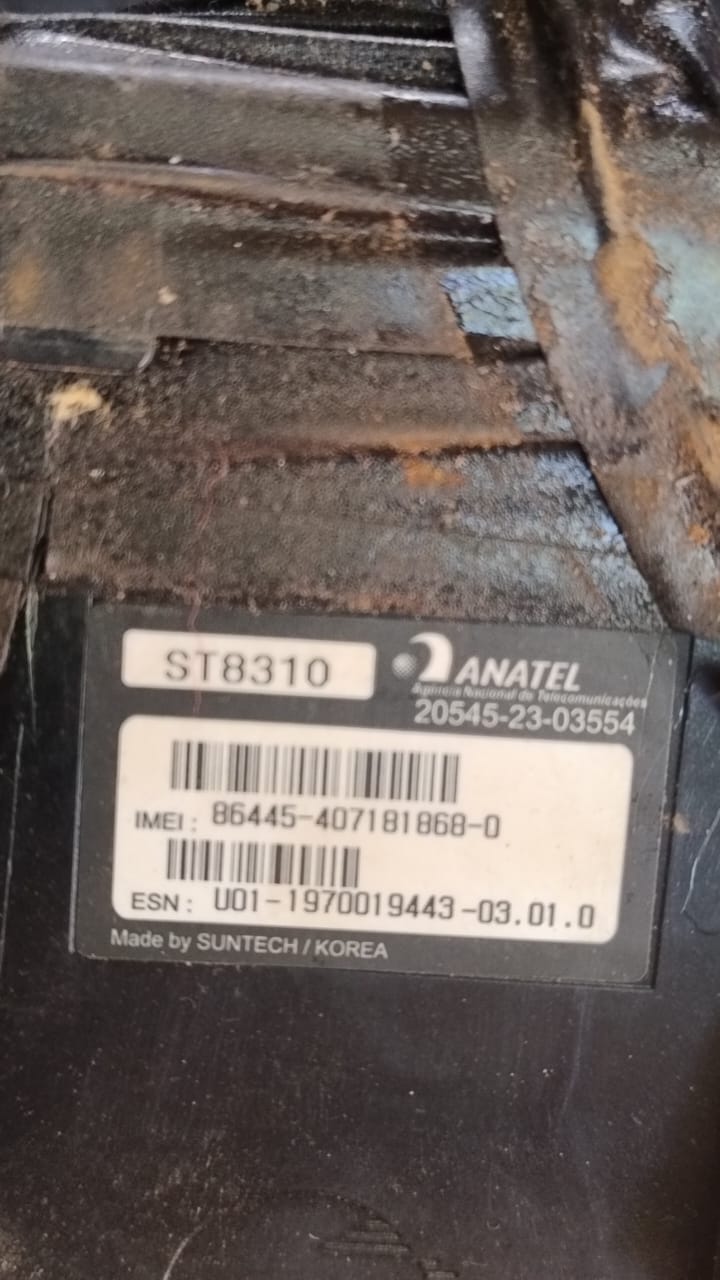 ST8310
ANATEL
Agência Nacional de Telecomunicações
20545-23-03554
IMEI: 86445-407181868-0
ESN: U01-1970019443-03.01.0
Made by SUNTECH / KOREA